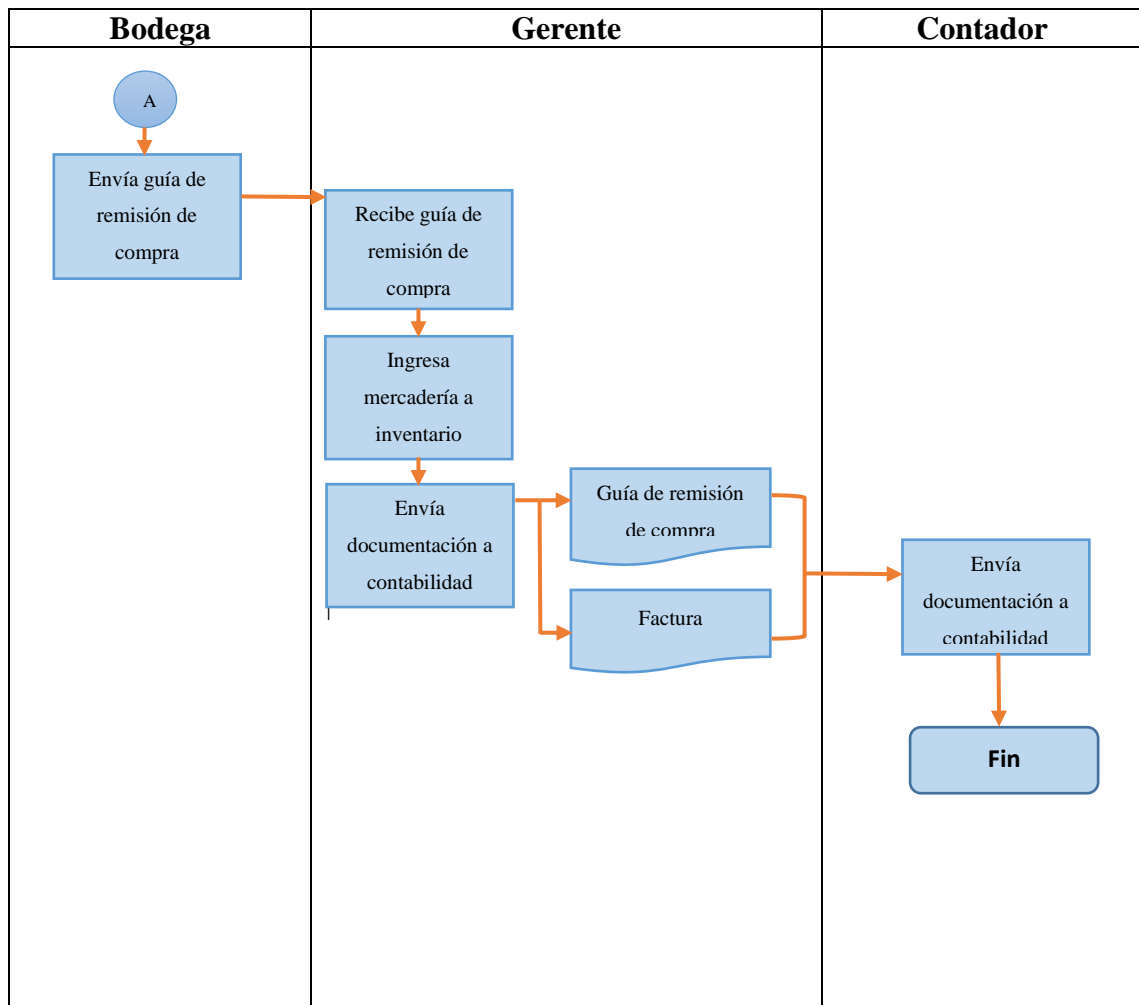 Bodega
Gerente
Contador
A
Envía guía de
remisión de
compra
Recibe guía de
remisión de
compra
Ingresa
mercadería a
inventario
Envía
documentación a
contabilidad
Guía de remisión
de compra
Factura
Envía
documentación a
contabilidad
Fin